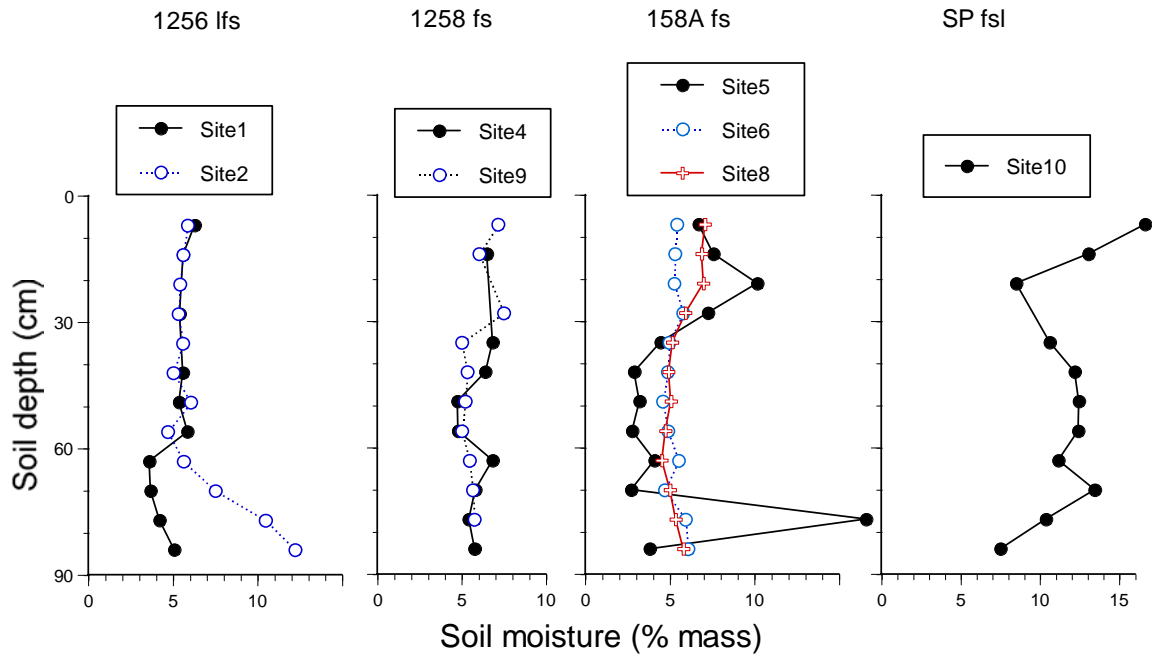 1256 lfs 1258 fs 158A fs SP fsl
Site1
Site2
Site4
Site9
Site5
Site6
Site8
Site10
0
30
60
90
Soil depth (cm)
0 5 10 0 5 10 0 5 10 0 5 10 15
Soil moisture (% mass)